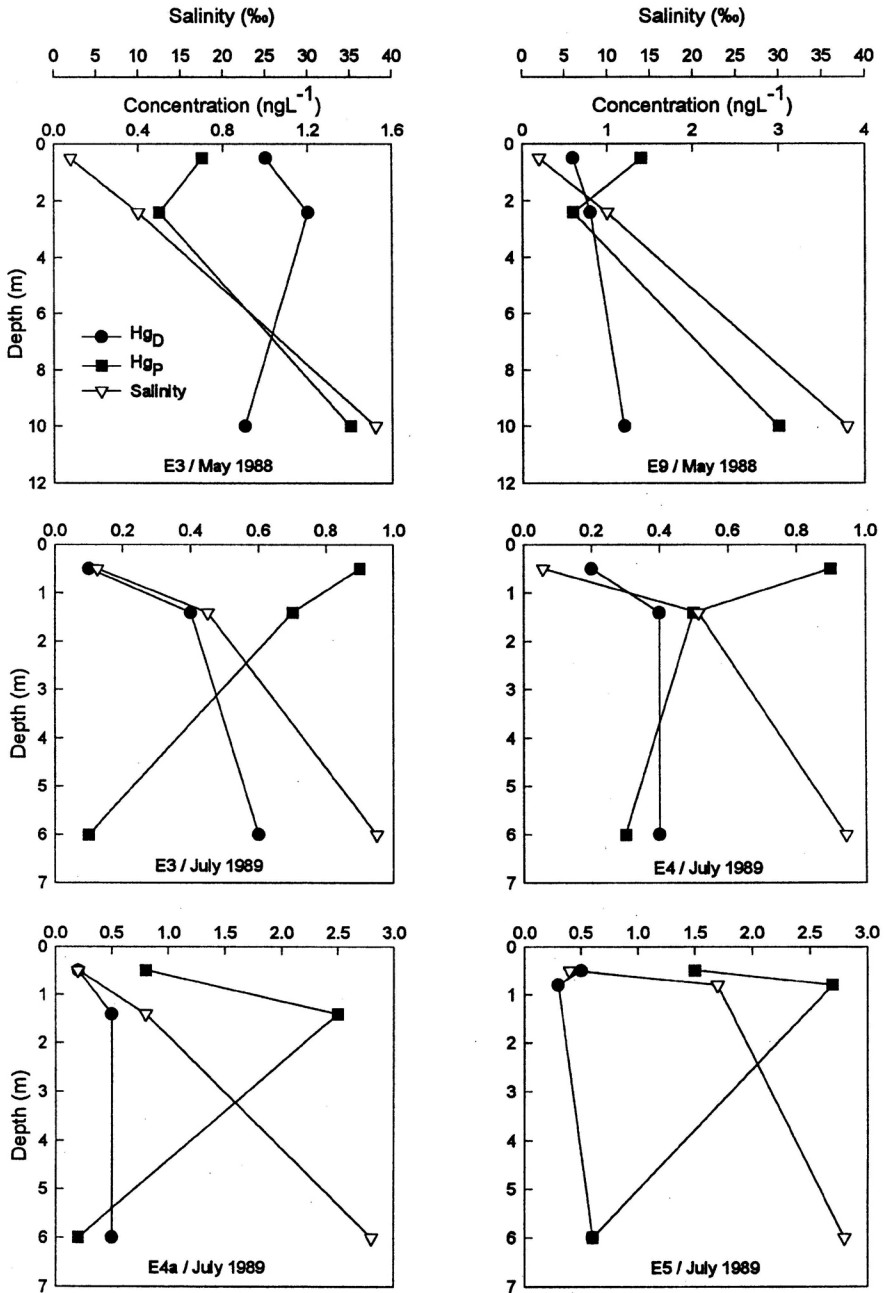 Salinity (‰) Salinity (‰)
0 5 10 15 20 25 30 35 40 0 5 10 15 20 25 30 35 40
Concentration (ngL⁻¹) Concentration (ngL⁻¹)
0.0 0.4 0.8 1.2 1.6 0 1 2 3 4
0
2
4
6
8
10
12
Depth (m)
Hg_D
Hg_P
Salinity
E3 / May 1988
0
2
4
6
8
10
12
E9 / May 1988
0.0 0.2 0.4 0.6 0.8 1.0 0.0 0.2 0.4 0.6 0.8 1.0
0
1
2
3
4
5
6
7
Depth (m)
E3 / July 1989
0
1
2
3
4
5
6
7
E4 / July 1989
0.0 0.5 1.0 1.5 2.0 2.5 3.0 0.0 0.5 1.0 1.5 2.0 2.5 3.0
0
1
2
3
4
5
6
7
Depth (m)
E4a / July 1989
0
1
2
3
4
5
6
7
E5 / July 1989